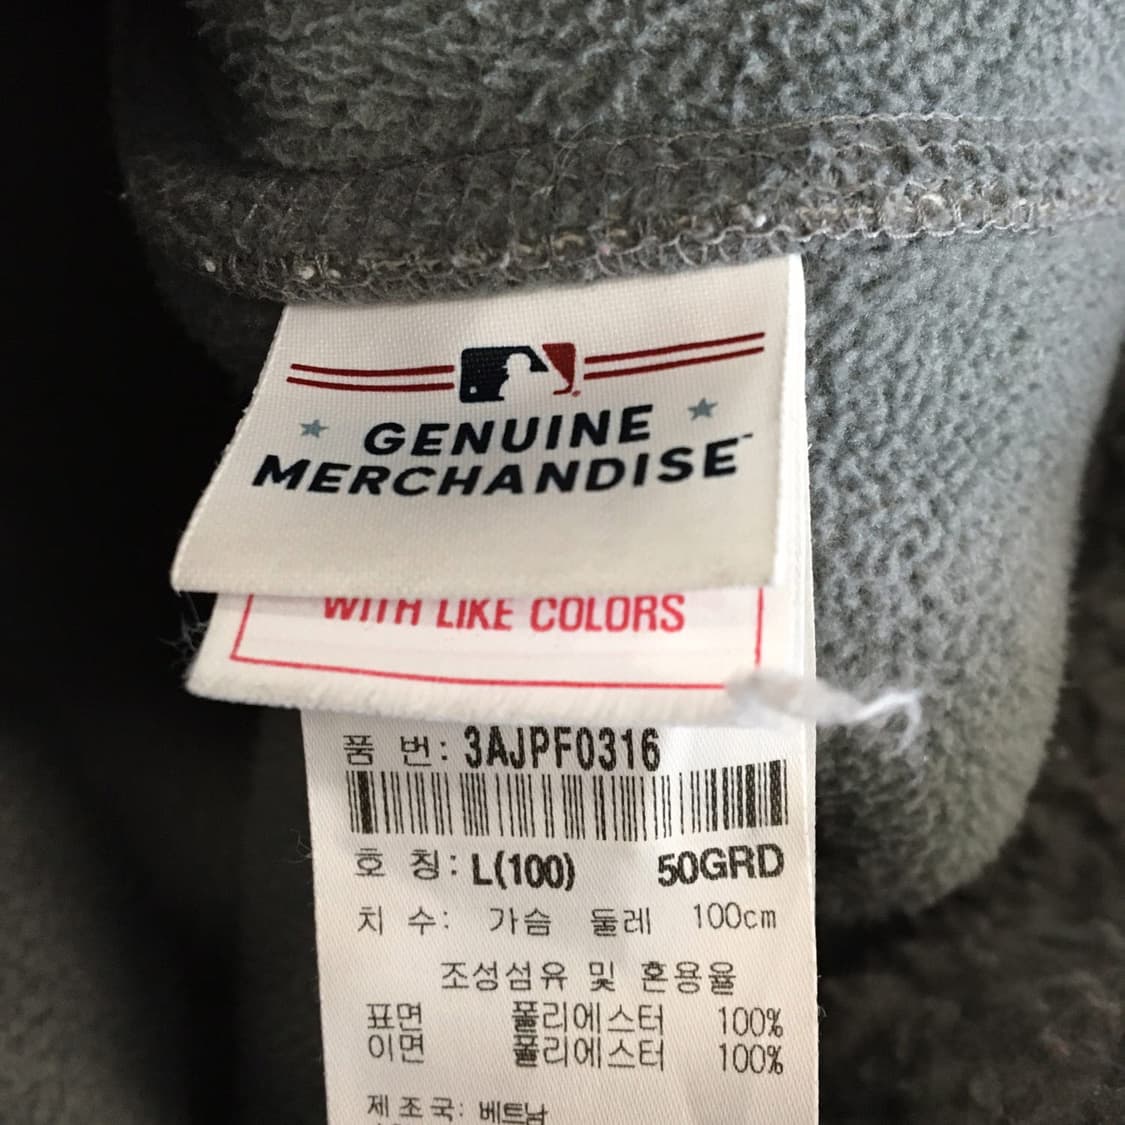 GENUINE
MERCHANDISE™
WITH LIKE COLORS
품 번: 3AJPF0316
호 칭: L(100) 50GRD
치 수: 가슴 둘레 100cm
조성섬유 및 혼용율
표면 폴리에스터 100%
이면 폴리에스터 100%
제조국: 베트남